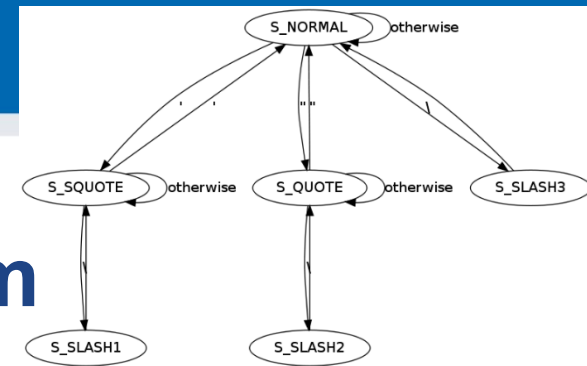 S_NORMAL otherwise
' ' "" \
S_SQUOTE otherwise S_QUOTE otherwise S_SLASH3
m
\ \
S_SLASH1 S_SLASH2